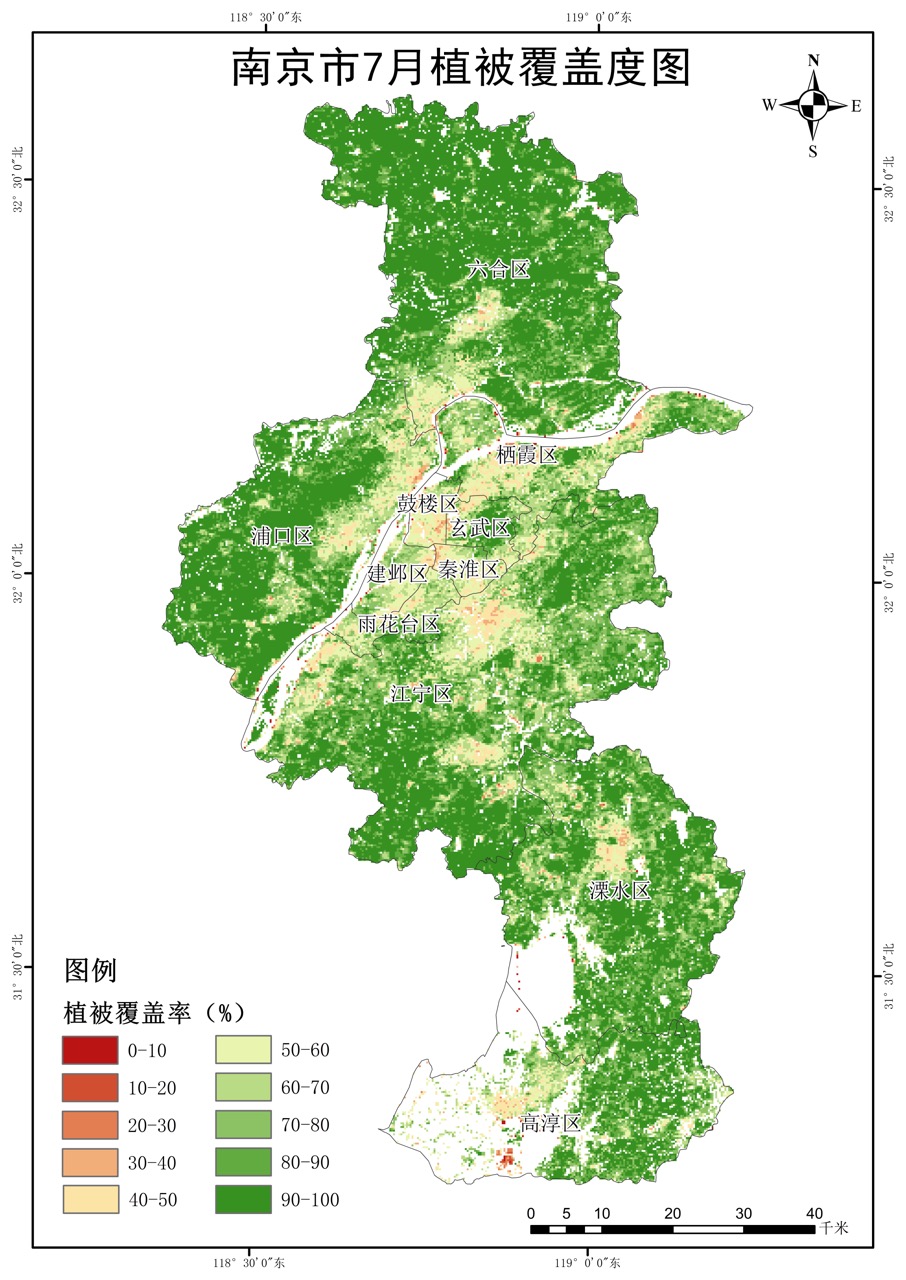 118° 30′0″东
119° 0′0″东
南京市7月植被覆盖度图
N
W
E
S
32° 30′0″北
32° 30′0″北
六合区
栖霞区
鼓楼区
玄武区
浦口区
32° 0′0″北
32° 0′0″北
建邺区
秦淮区
雨花台区
江宁区
溧水区
31° 30′0″北
31° 30′0″北
高淳区
图例
植被覆盖率（%）
0-10
10-20
20-30
30-40
40-50
50-60
60-70
70-80
80-90
90-100
0 5 10 20 30 40
千米
118° 30′0″东
119° 0′0″东